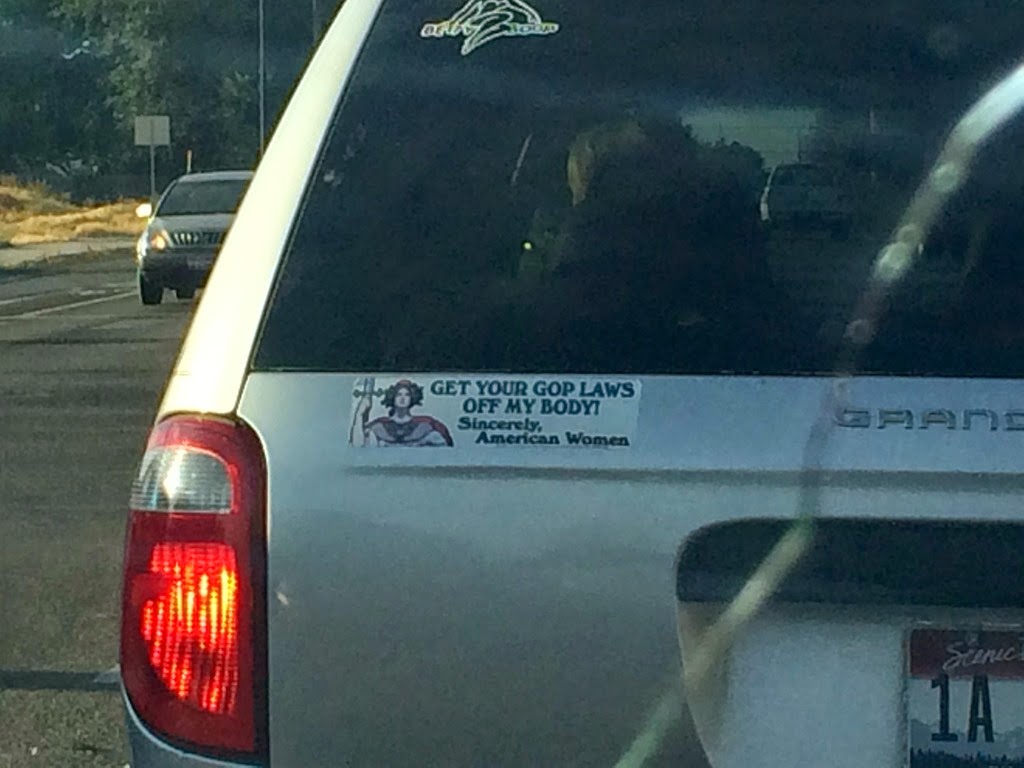 GET YOUR GOP LAWS
OFF MY BODY!
Sincerely,
American Women
GRAND
Scenic
1A